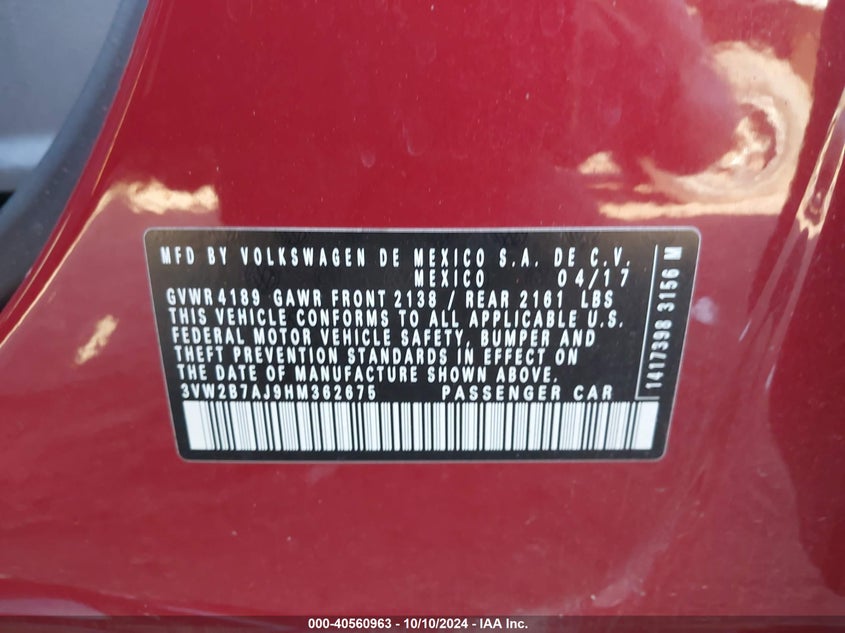 MFD BY VOLKSWAGEN DE MEXICO S.A. DE C.V.
MEXICO 04/17
GVWR 4189 GAWR FRONT 2138 / REAR 2161 LBS
THIS VEHICLE CONFORMS TO ALL APPLICABLE U.S.
FEDERAL MOTOR VEHICLE SAFETY, BUMPER AND
THEFT PREVENTION STANDARDS IN EFFECT ON
THE DATE OF MANUFACTURE SHOWN ABOVE.
3VW2B7AJ9HM362675 PASSENGER CAR
1417398 3156 M
000-40560963 - 10/10/2024 - IAA Inc.